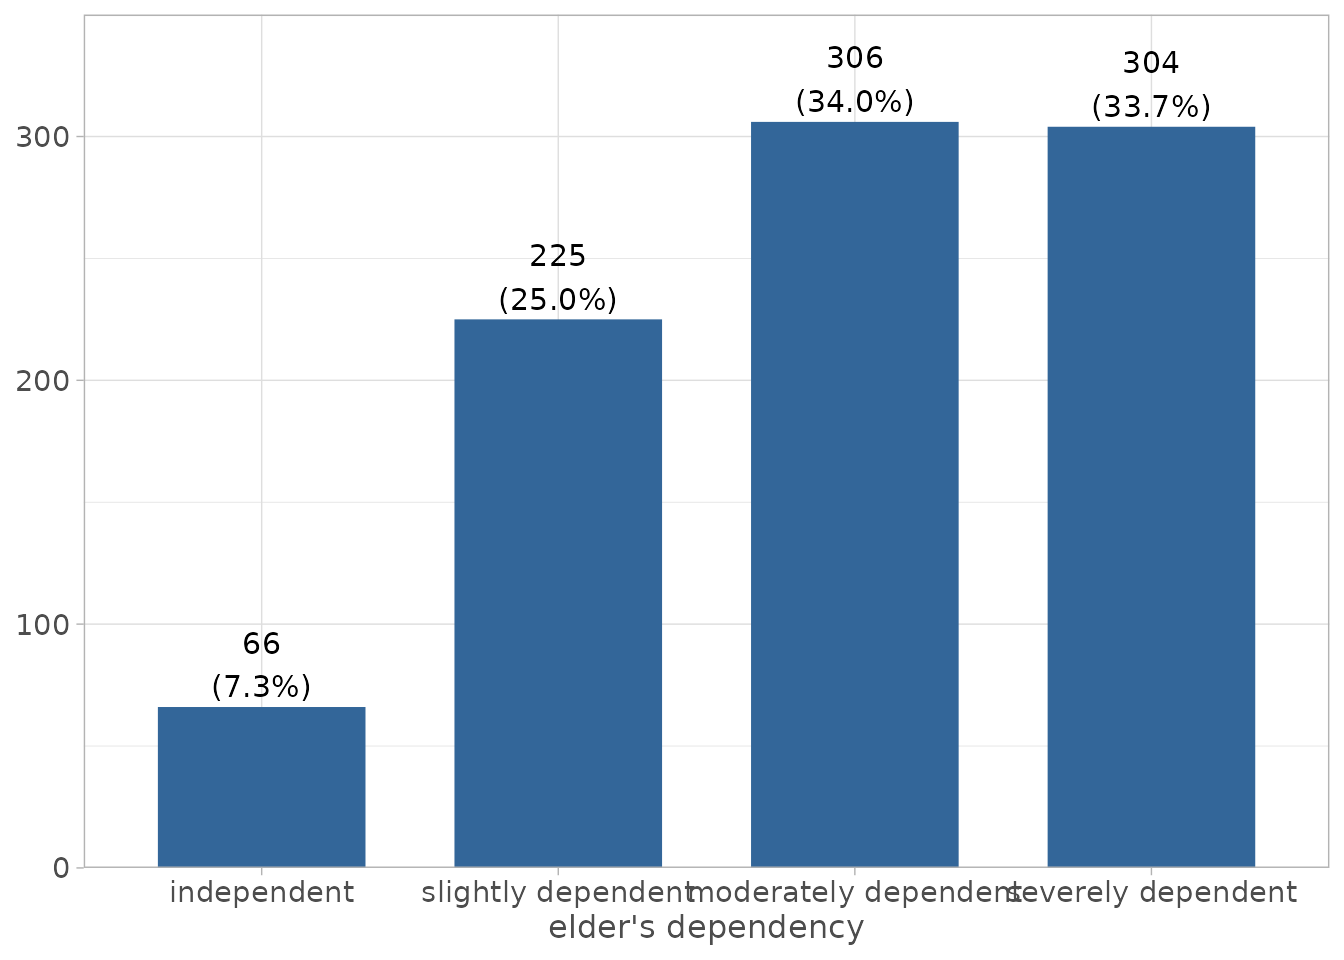 306
(34.0%)
304
(33.7%)
300
225
(25.0%)
200
100
66
(7.3%)
0
independent
slightly dependent
moderately dependent
severely dependent
elder's dependency